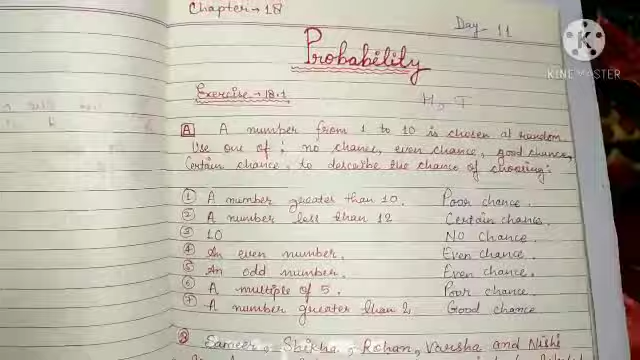 Chapter → 18
Day - 11
KINEMASTER
Probability
Exercise → 18.1
H, T
A A number from 1 to 10 is chosen at random.
Use one of : no chance, even chance, good chance,
Certain chance, to describe the chance of choosing:
① A number greater than 10. Poor chance.
② A number less than 12 Certain chance.
③ 10 No Chance.
④ An even number. Even chance.
⑤ An odd number. Even chance.
⑥ A multiple of 5. Poor chance.
⑦ A number greater than 2 Good chance
B Sameer, Shikha, Rohan, Varsha and Nishi